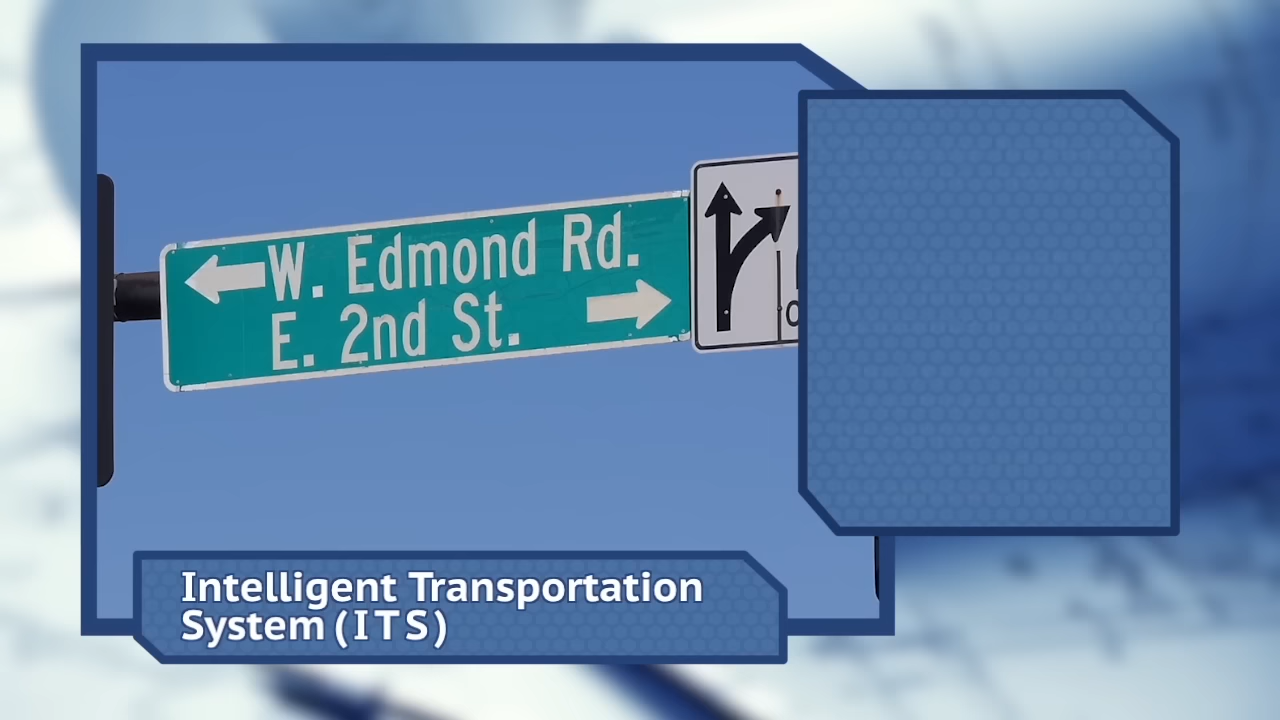 W. Edmond Rd.
E. 2nd St.
Intelligent Transportation
System (ITS)